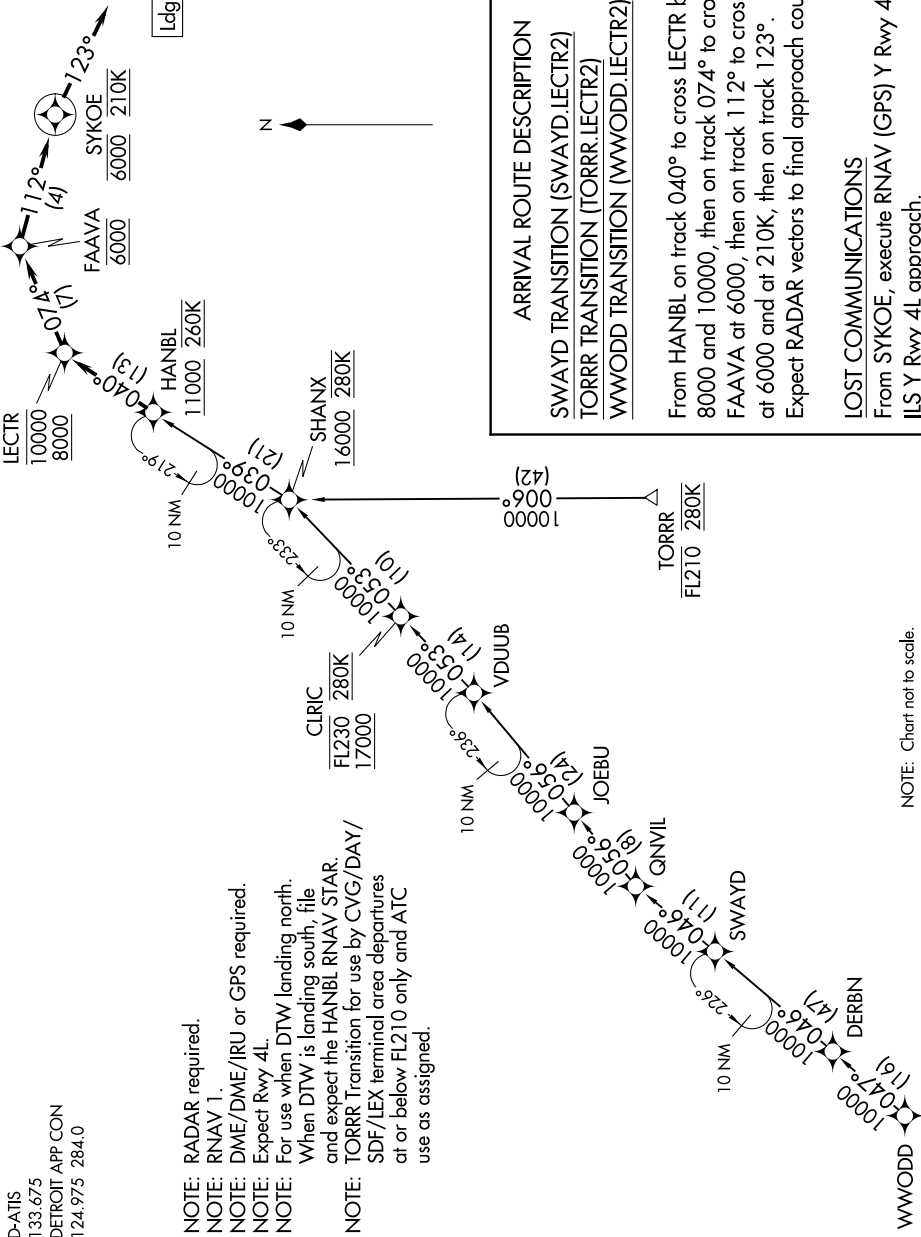 D-ATIS
133.675
DETROIT APP CON
124.975 284.0
NOTE: RADAR required.
NOTE: RNAV 1.
NOTE: DME/DME/IRU or GPS required.
NOTE: Expect Rwy 4L.
NOTE: For use when DTW landing north.
When DTW is landing south, file
and expect the HANBL RNAV STAR.
NOTE: TORRR Transition for use by CVG/DAY/
SDF/LEX terminal area departures
at or below FL210 only and ATC
use as assigned.
Ldg
123°
SYKOE
6000 210K
112°
(4)
FAAVA
6000
074°
(7)
LECTR
10000
8000
040°
(13)
HANBL
11000 260K
219°
10 NM
10000
039°
(21)
SHANX
16000 280K
233°
10 NM
10000
053°
(10)
CLRIC
FL230 280K
17000
10000
053°
(14)
VDUUB
236°
10 NM
10000
056°
(24)
JOEBU
10000
056°
(8)
QNVIL
10000
046°
(11)
SWAYD
226°
10 NM
10000
046°
(47)
DERBN
10000
047°
(16)
WWODD
10000
006°
(42)
TORRR
FL210 280K
N
ARRIVAL ROUTE DESCRIPTION
SWAYD TRANSITION (SWAYD.LECTR2)
TORRR TRANSITION (TORRR.LECTR2)
WWODD TRANSITION (WWODD.LECTR2)
From HANBL on track 040° to cross LECTR b
8000 and 10000, then on track 074° to cro
FAAVA at 6000, then on track 112° to cros
at 6000 and at 210K, then on track 123°.
Expect RADAR vectors to final approach cou
LOST COMMUNICATIONS
From SYKOE, execute RNAV (GPS) Y Rwy 4
ILS Y Rwy 4L approach.
NOTE: Chart not to scale.